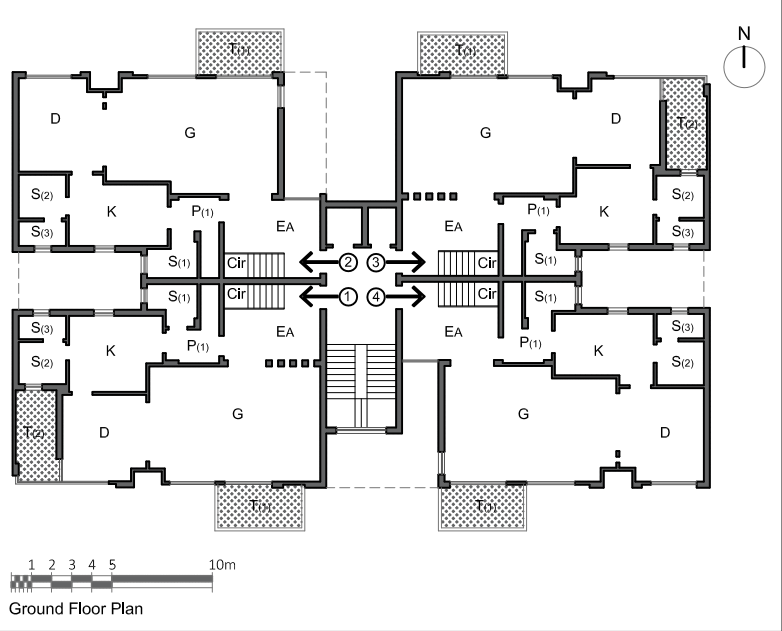 N
T(1) T(1)
D G G D T(2)
S(2) K P(1) EA EA P(1) K S(2)
S(3) S(3)
S(1) Cir 2 3 Cir S(1)
S(1) Cir 1 4 Cir S(1)
S(3) EA EA S(3)
S(2) K P(1) P(1) K S(2)
T(2) D G G D
T(1) T(1)
1 2 3 4 5 10m
Ground Floor Plan